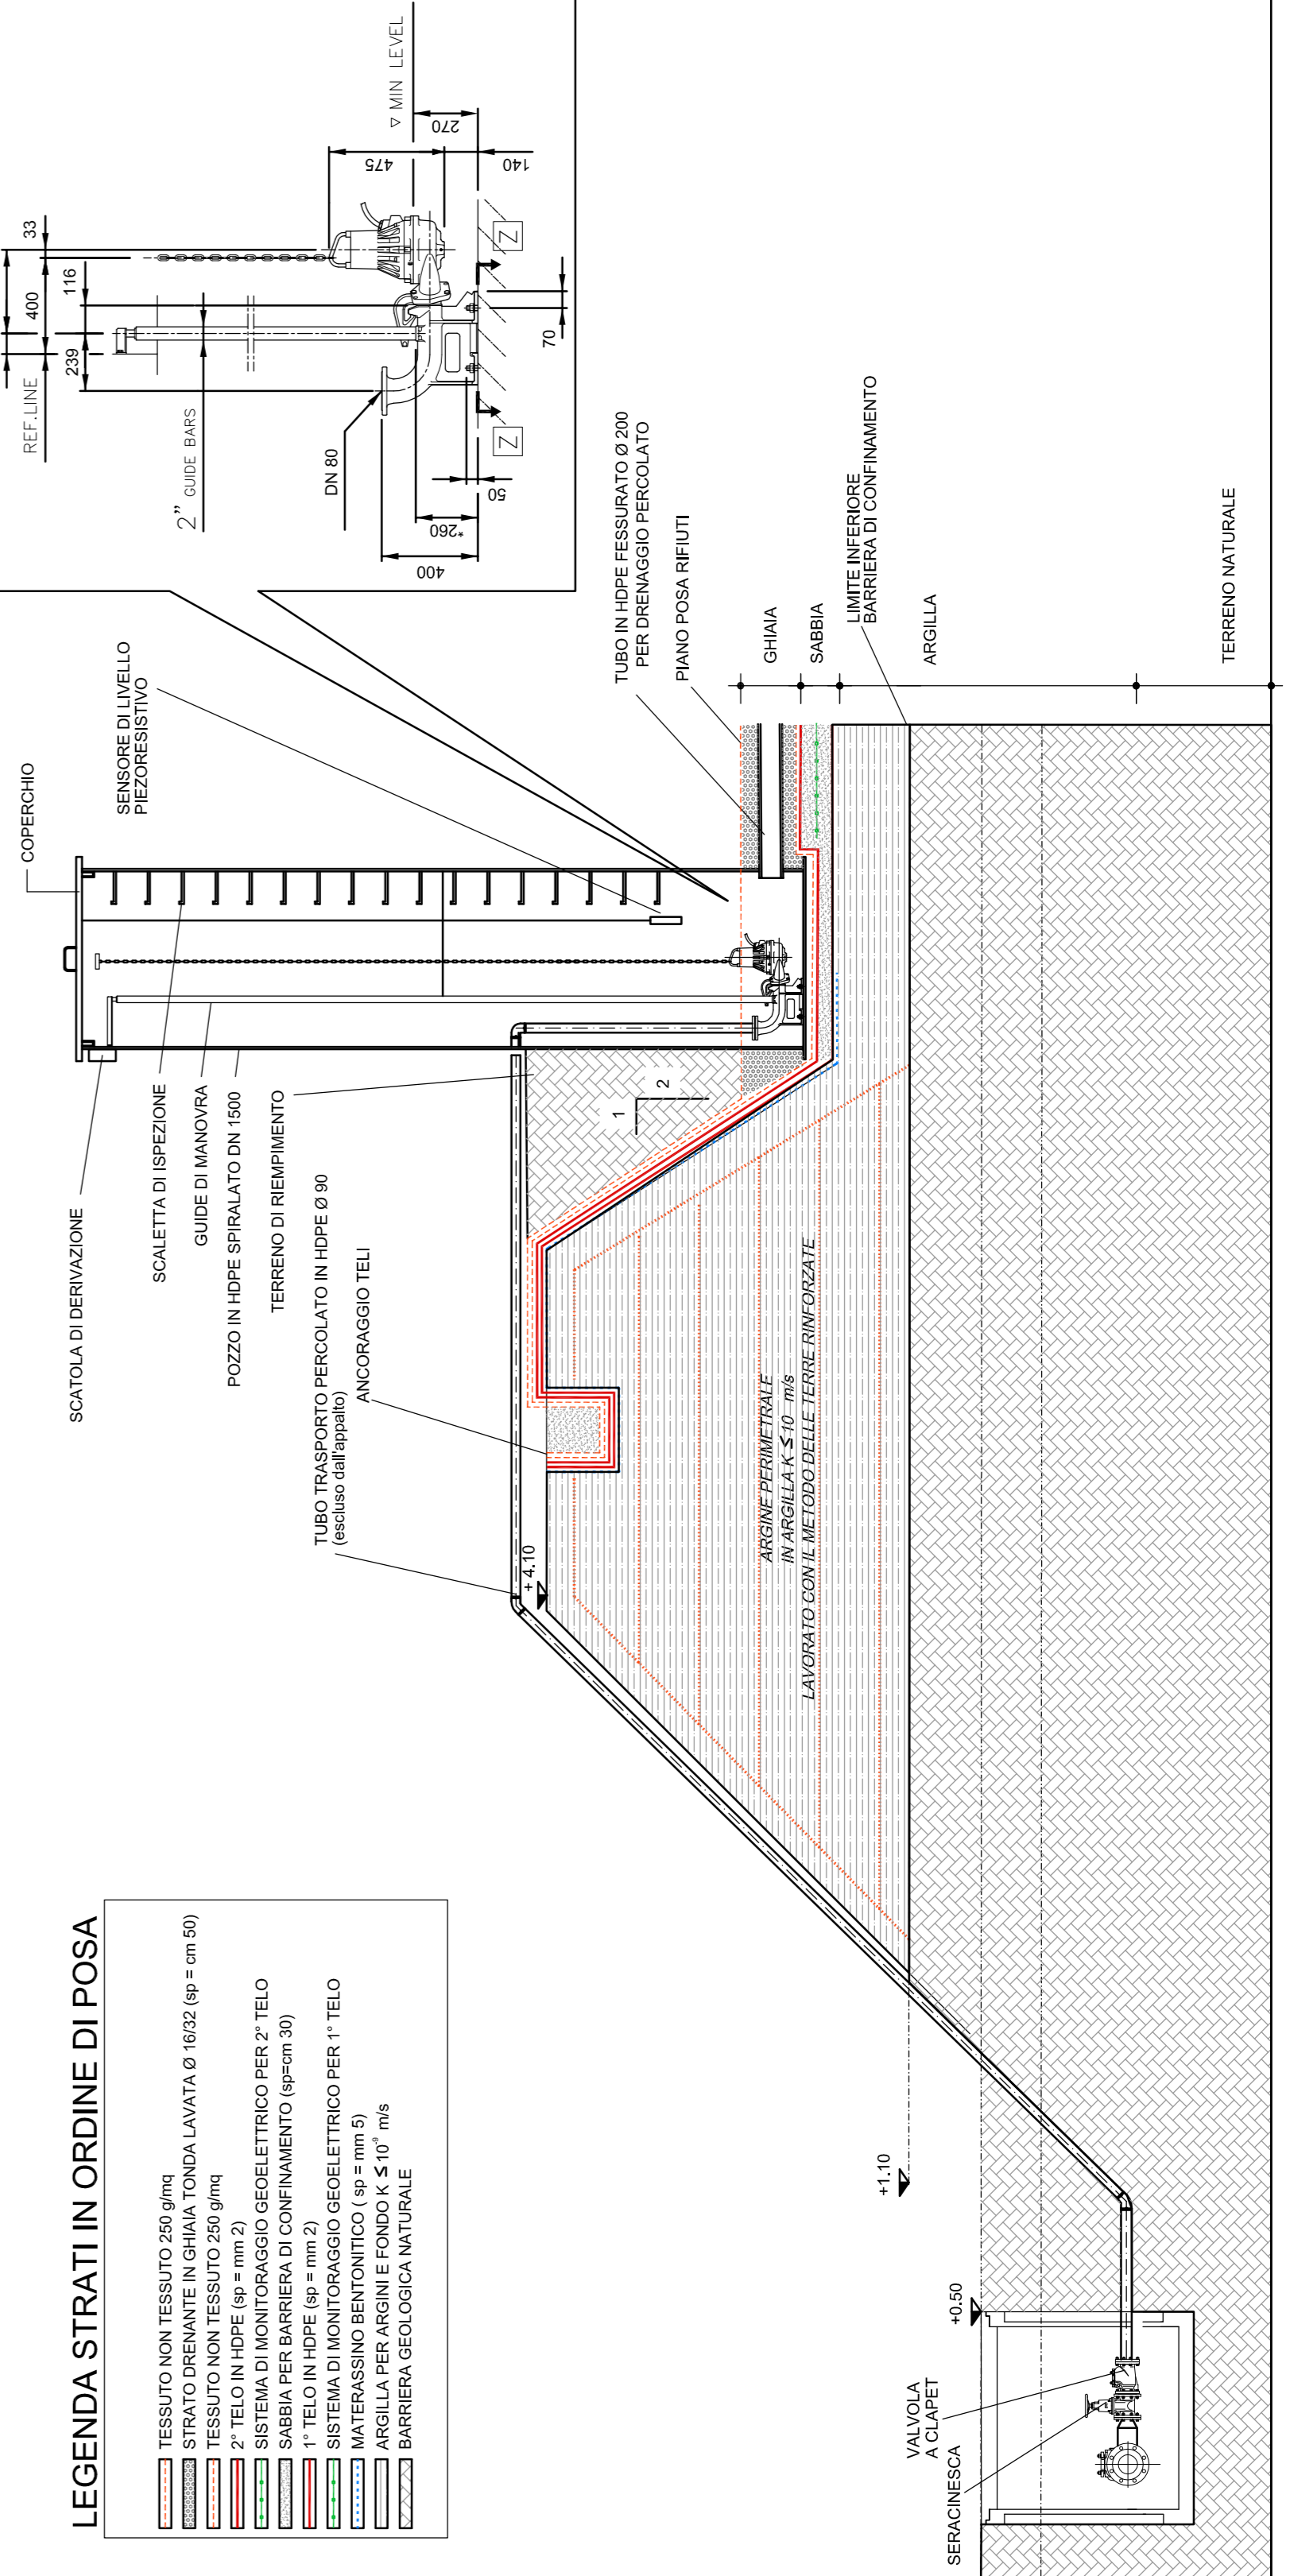 LEGENDA STRATI IN ORDINE DI POSA
TESSUTO NON TESSUTO 250 g/mq
STRATO DRENANTE IN GHIAIA TONDA LAVATA Ø 16/32 (sp = cm 50)
TESSUTO NON TESSUTO 250 g/mq
2° TELO IN HDPE (sp = mm 2)
SISTEMA DI MONITORAGGIO GEOELETTRICO PER 2° TELO
SABBIA PER BARRIERA DI CONFINAMENTO (sp=cm 30)
1° TELO IN HDPE (sp = mm 2)
SISTEMA DI MONITORAGGIO GEOELETTRICO PER 1° TELO
MATERASSINO BENTONITICO ( sp = mm 5)
ARGILLA PER ARGINI E FONDO K ≤ 10⁻⁹ m/s
BARRIERA GEOLOGICA NATURALE
SCATOLA DI DERIVAZIONE
SCALETTA DI ISPEZIONE
GUIDE DI MANOVRA
POZZO IN HDPE SPIRALATO DN 1500
TERRENO DI RIEMPIMENTO
TUBO TRASPORTO PERCOLATO IN HDPE Ø 90
(escluso dall'appalto)
ANCORAGGIO TELI
COPERCHIO
SENSORE DI LIVELLO
PIEZORESISTIVO
REF.LINE
400
33
239
116
2" GUIDE BARS
DN 80
400
*260
50
70
Z
Z
475
270
140
▽ MIN LEVEL
TUBO IN HDPE FESSURATO Ø 200
PER DRENAGGIO PERCOLATO
PIANO POSA RIFIUTI
GHIAIA
SABBIA
LIMITE INFERIORE
BARRIERA DI CONFINAMENTO
ARGILLA
TERRENO NATURALE
1
2
+ 4.10
ARGINE PERIMETRALE
IN ARGILLA K ≤ 10 m/s
LAVORATO CON IL METODO DELLE TERRE RINFORZATE
+1.10
+0.50
VALVOLA
A CLAPET
SERACINESCA